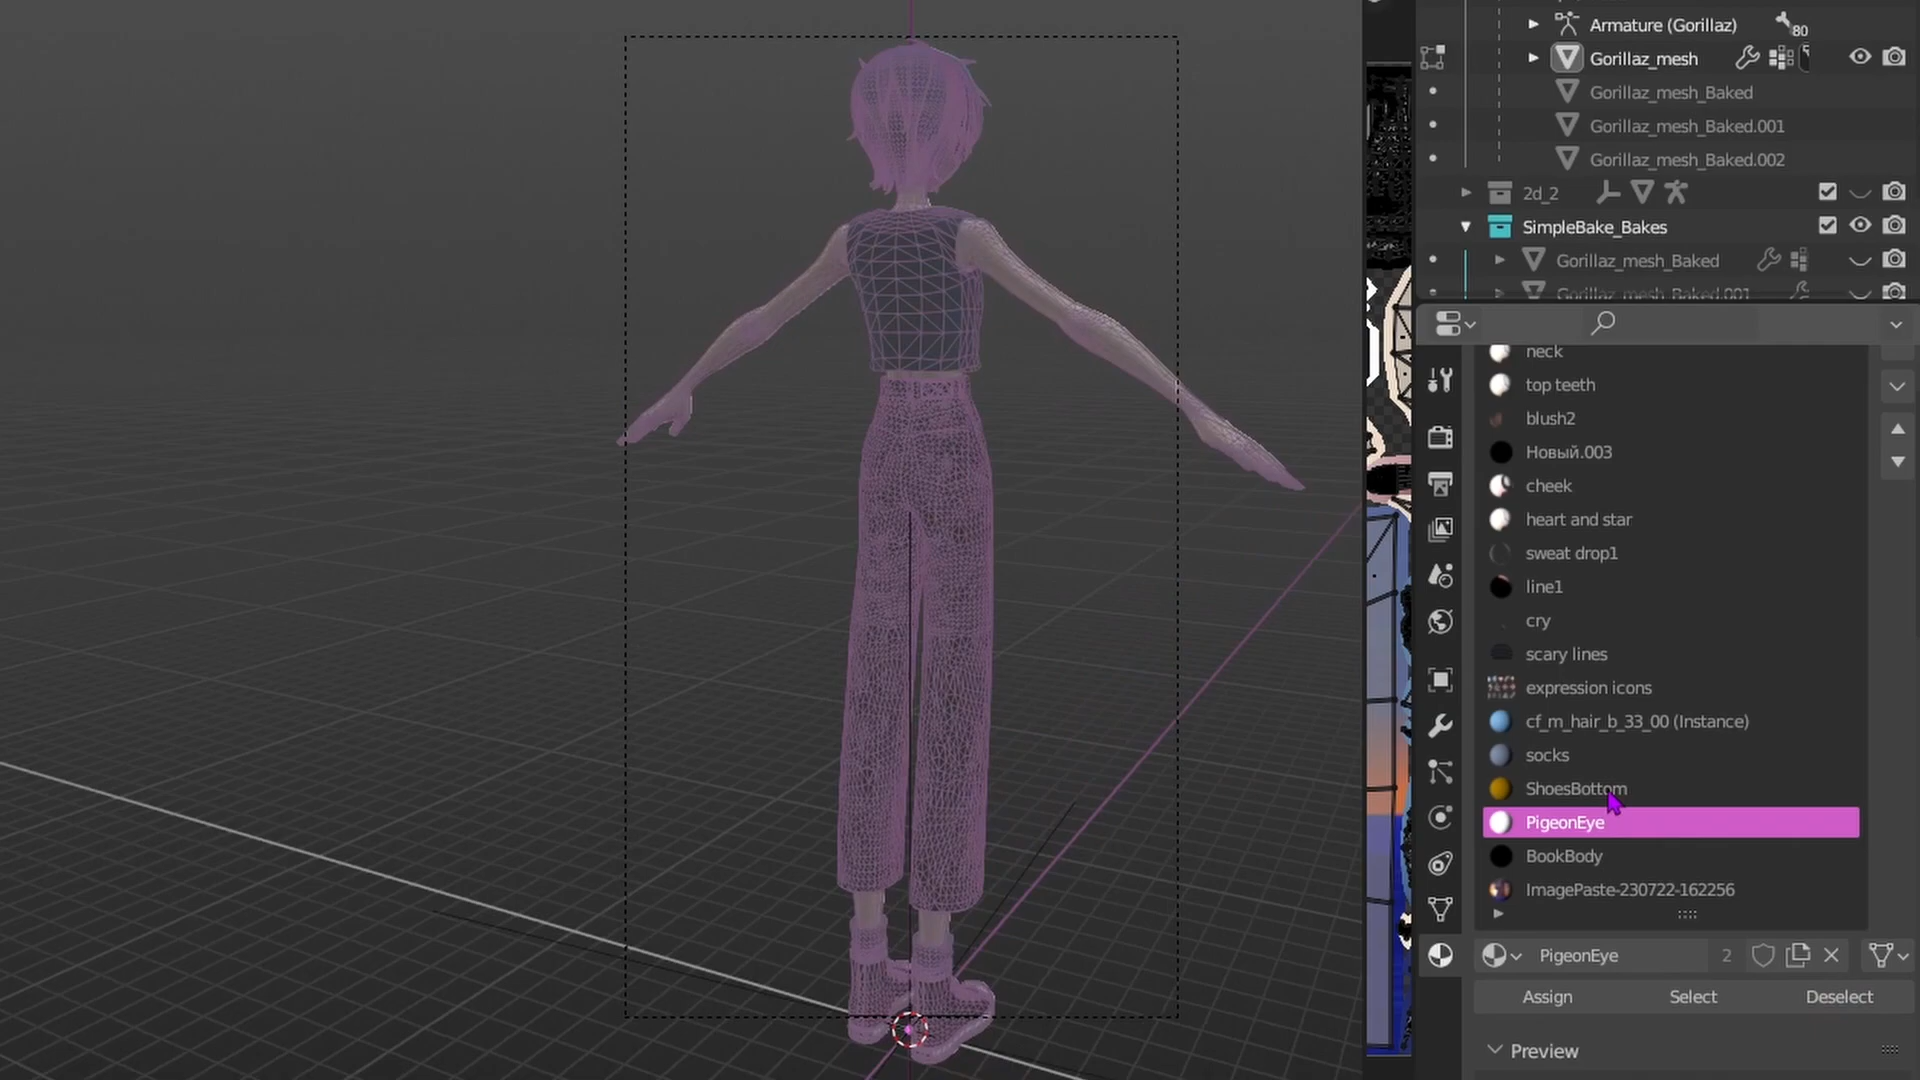 Armature (Gorillaz)
80
Gorillaz_mesh
Gorillaz_mesh_Baked
Gorillaz_mesh_Baked.001
Gorillaz_mesh_Baked.002
2d_2
SimpleBake_Bakes
Gorillaz_mesh_Baked
Gorillaz_mesh_Baked.001
neck
top teeth
blush2
Новый.003
cheek
heart and star
sweat drop1
line1
cry
scary lines
expression icons
cf_m_hair_b_33_00 (Instance)
socks
ShoesBottom
PigeonEye
BookBody
ImagePaste-230722-162256
PigeonEye 2
Assign Select Deselect
Preview